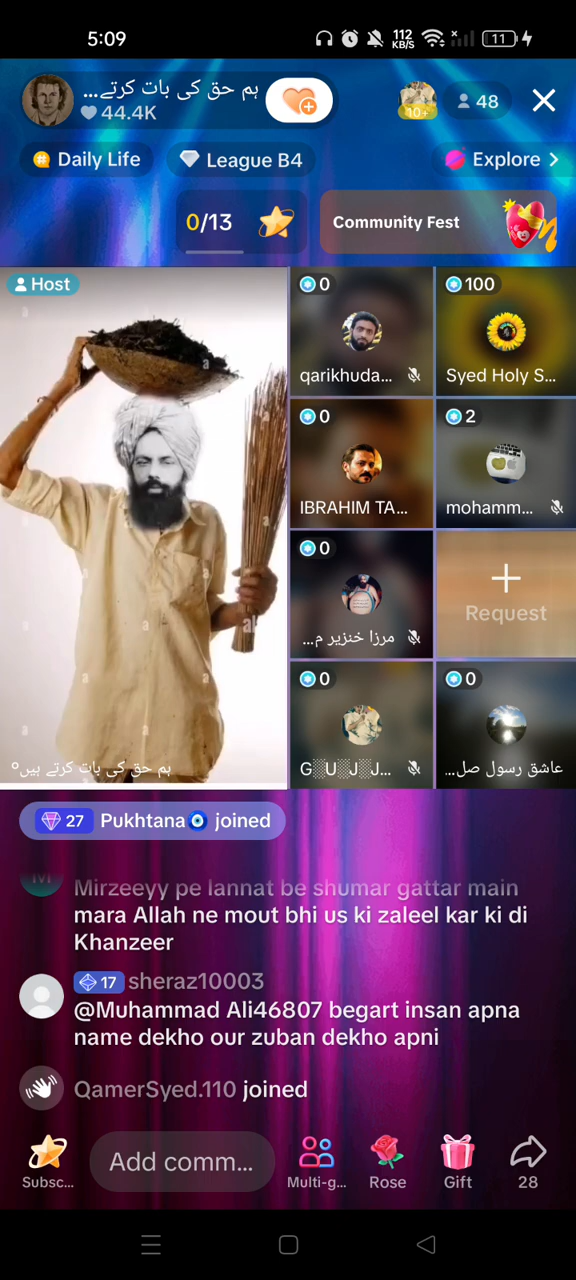 5:09
112 KB/S
11
ہم حق کی بات کرتے...
44.4K
10+
48
Daily Life
League B4
Explore
0/13
Community Fest
Host
0
qarikhuda...
100
Syed Holy S...
0
IBRAHIM TA...
2
mohamm...
0
مرزا خنزیر م...
Request
0
G░U░J░J...
0
عاشق رسول صل...
ہم حق کی بات کرتے ہیں°
27 Pukhtana🧿 joined
M
Mirzeeyy pe lannat be shumar gattar main
mara Allah ne mout bhi us ki zaleel kar ki di
Khanzeer
17 sheraz10003
@Muhammad Ali46807 begart insan apna
name dekho our zuban dekho apni
QamerSyed.110 joined
Add comm...
Subsc...
Multi-g...
Rose
Gift
28